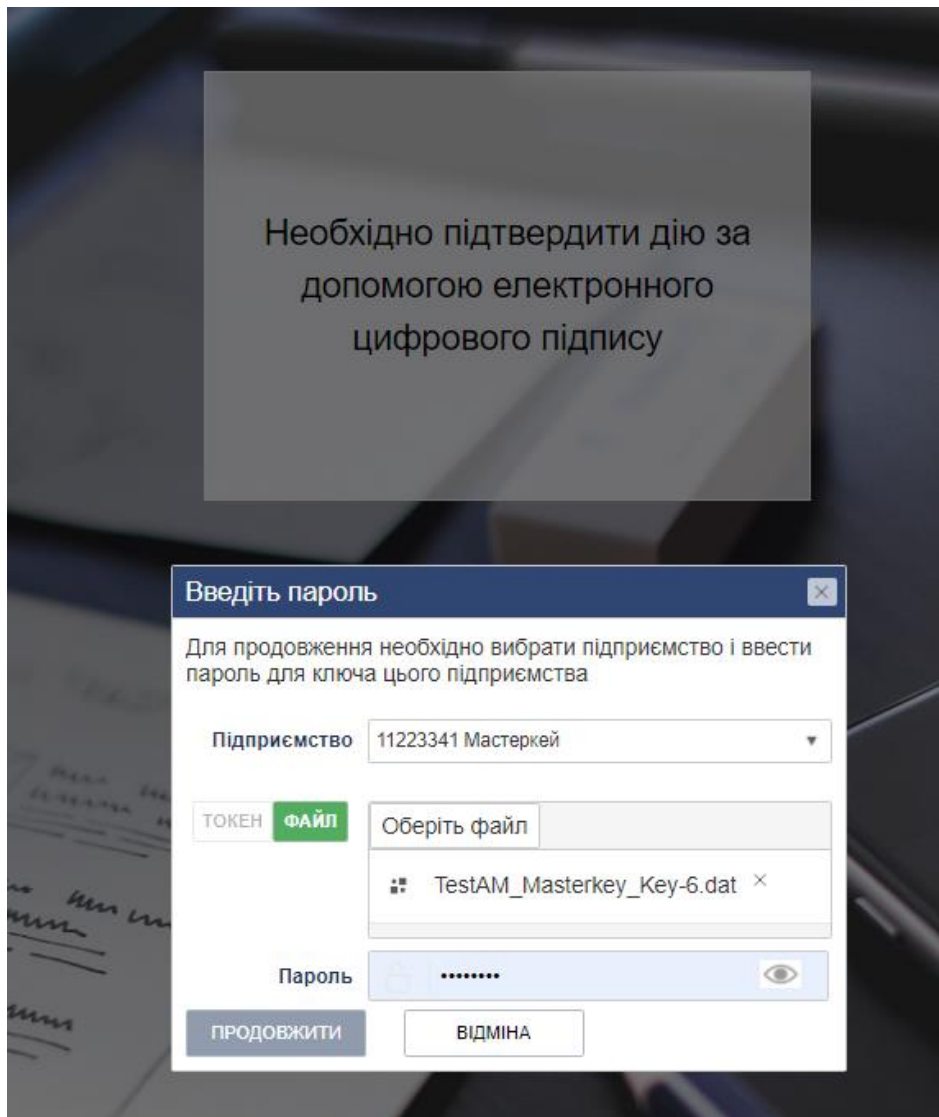 Необхідно підтвердити дію за
допомогою електронного
цифрового підпису
Введіть пароль
Для продовження необхідно вибрати підприємство і ввести
пароль для ключа цього підприємства
Підприємство 11223341 Мастеркей
ТОКЕН ФАЙЛ Оберіть файл
TestAM_Masterkey_Key-6.dat
Пароль ••••••••
ПРОДОВЖИТИ ВІДМІНА